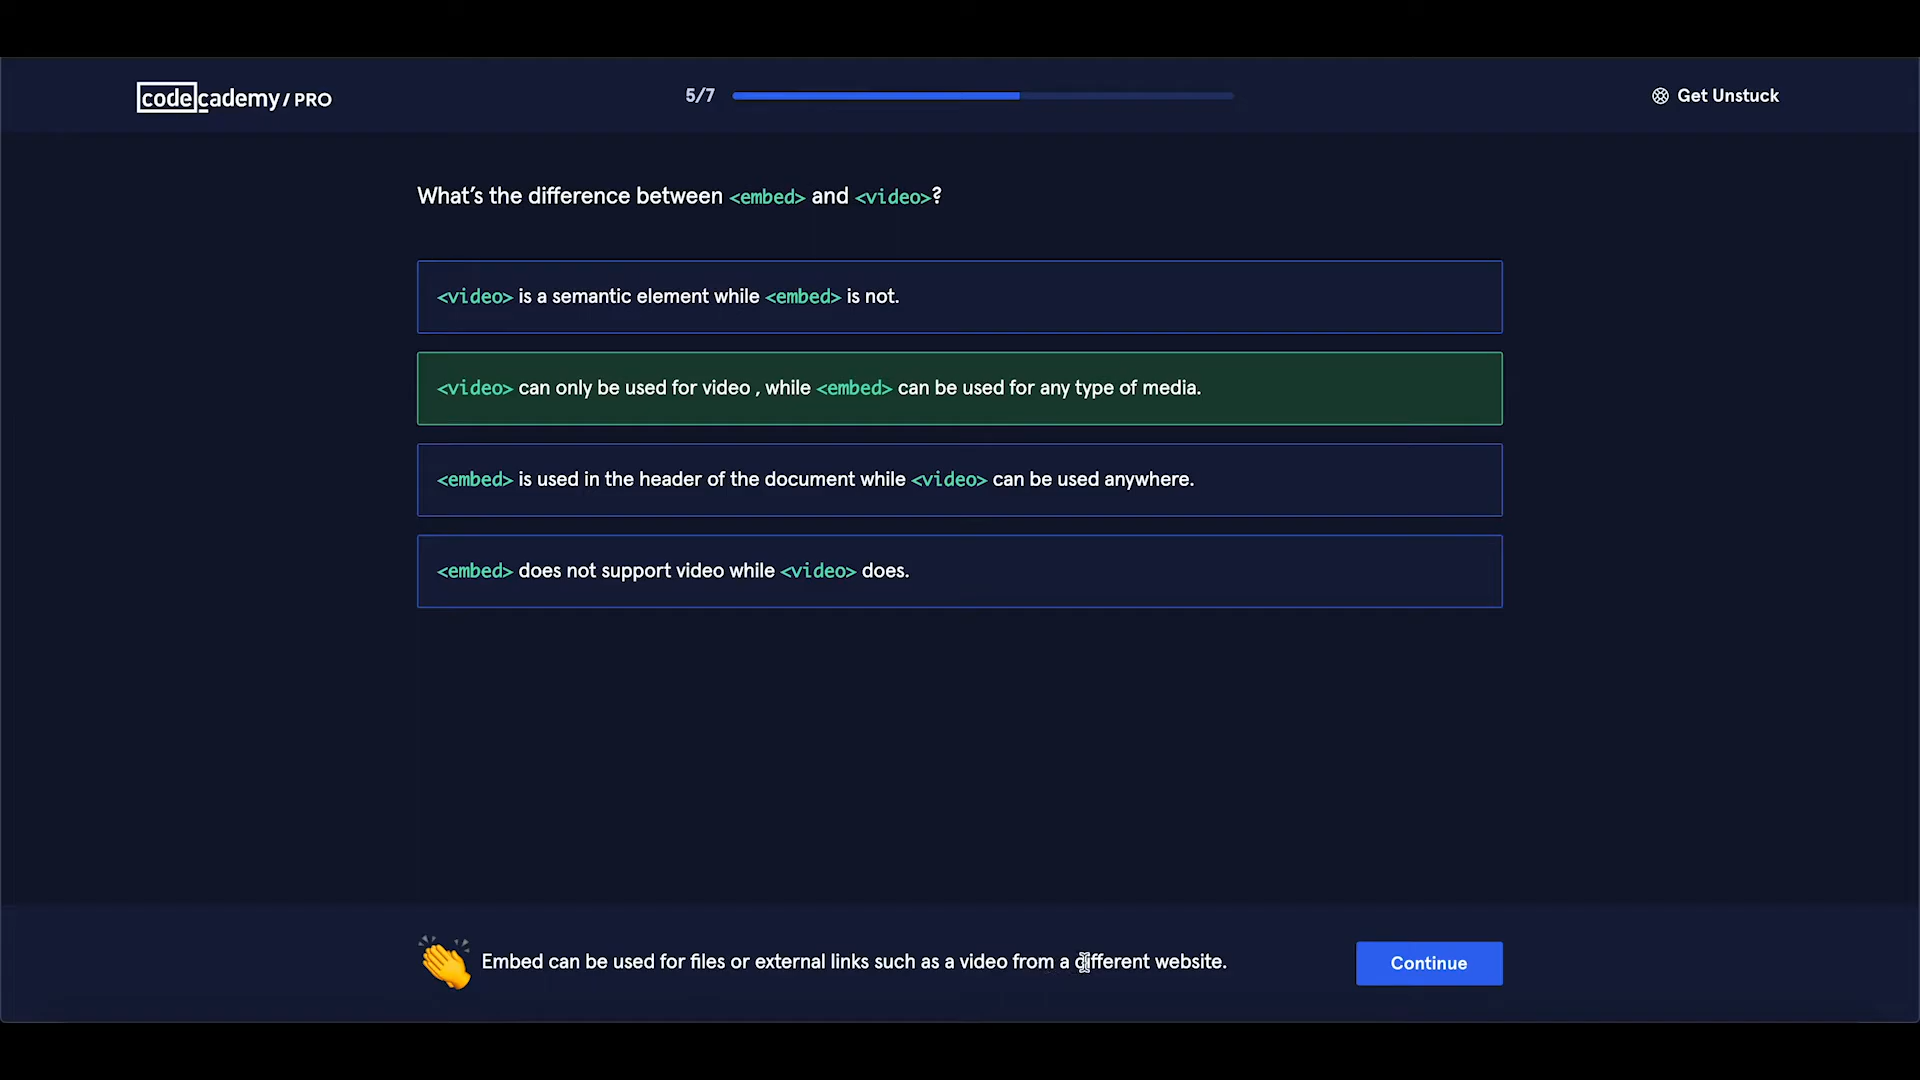 codecademy / PRO
5/7
Get Unstuck
What's the difference between <embed> and <video>?
<video> is a semantic element while <embed> is not.
<video> can only be used for video , while <embed> can be used for any type of media.
<embed> is used in the header of the document while <video> can be used anywhere.
<embed> does not support video while <video> does.
Embed can be used for files or external links such as a video from a different website.
Continue